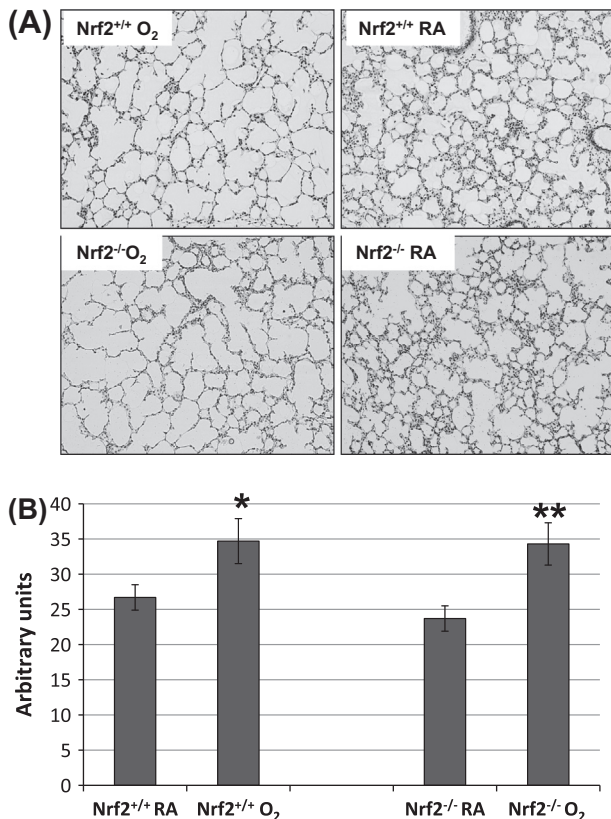 (A)
Nrf2+/+ O2
Nrf2+/+ RA
Nrf2-/-O2
Nrf2-/- RA
(B)
40
35
30
25
20
15
10
5
0
Arbitrary units
*
**
Nrf2+/+ RA
Nrf2+/+ O2
Nrf2-/- RA
Nrf2-/- O2